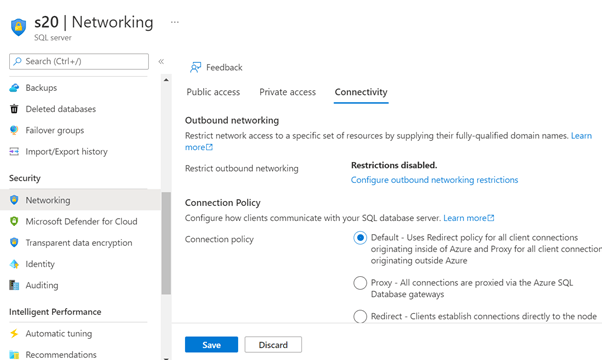 s20 | Networking ...
SQL server
Search (Ctrl+/)
«
Backups
Deleted databases
Failover groups
Import/Export history
Security
Networking
Microsoft Defender for Cloud
Transparent data encryption
Identity
Auditing
Intelligent Performance
Automatic tuning
Recommendations
Feedback
Public access Private access Connectivity
Outbound networking
Restrict network access to a specific set of resources by supplying their fully-qualified domain names. Learn
more
Restrict outbound networking
Restrictions disabled.
Configure outbound networking restrictions
Connection Policy
Configure how clients communicate with your SQL database server. Learn more
Connection policy
Default - Uses Redirect policy for all client connections
originating inside of Azure and Proxy for all client connection
originating outside Azure
Proxy - All connections are proxied via the Azure SQL
Database gateways
Redirect - Clients establish connections directly to the node
Save Discard